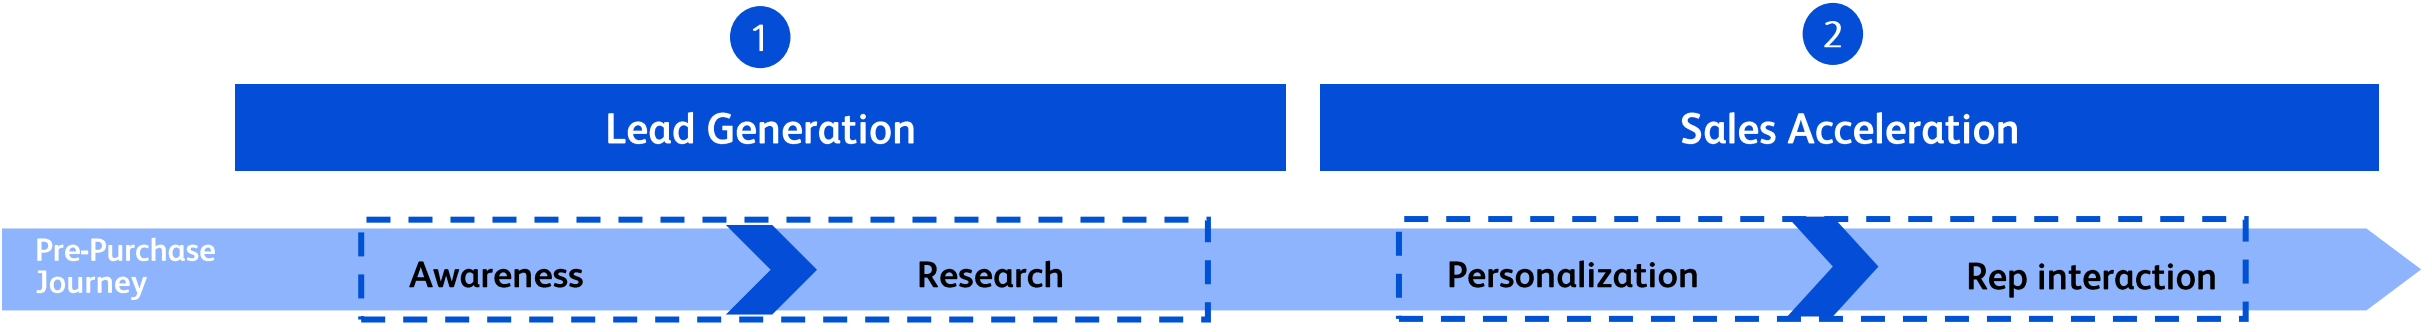 1
2
Lead Generation
Sales Acceleration
Pre-Purchase
Journey
Awareness
Research
Personalization
Rep interaction